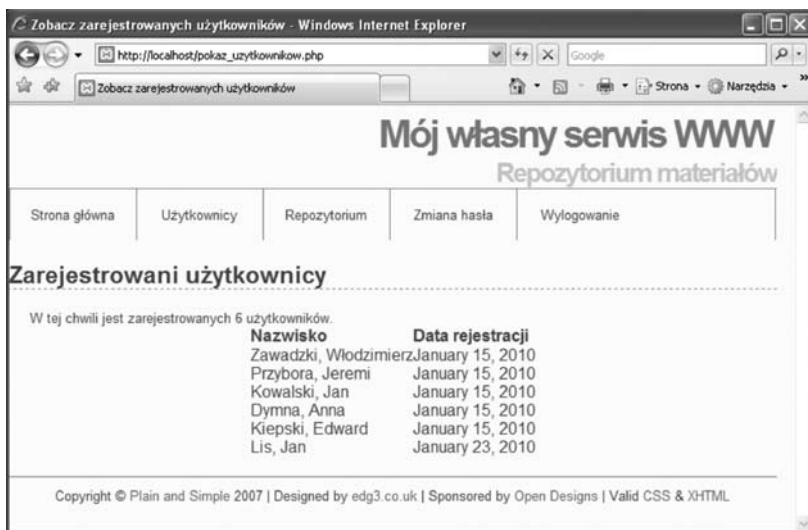 Zobacz zarejestrowanych użytkowników - Windows Internet Explorer
http://localhost/pokaz_uzytkownikow.php
Google
Zobacz zarejestrowanych użytkowników
Strona
Narzędzia
Mój własny serwis WWW
Repozytorium materiałów
Strona główna Użytkownicy Repozytorium Zmiana hasła Wylogowanie
Zarejestrowani użytkownicy
W tej chwili jest zarejestrowanych 6 użytkowników.
Nazwisko Data rejestracji
Zawadzki, Włodzimierz January 15, 2010
Przybora, Jeremi January 15, 2010
Kowalski, Jan January 15, 2010
Dymna, Anna January 15, 2010
Kiepski, Edward January 15, 2010
Lis, Jan January 23, 2010
Copyright © Plain and Simple 2007 | Designed by edg3.co.uk | Sponsored by Open Designs | Valid CSS & XHTML